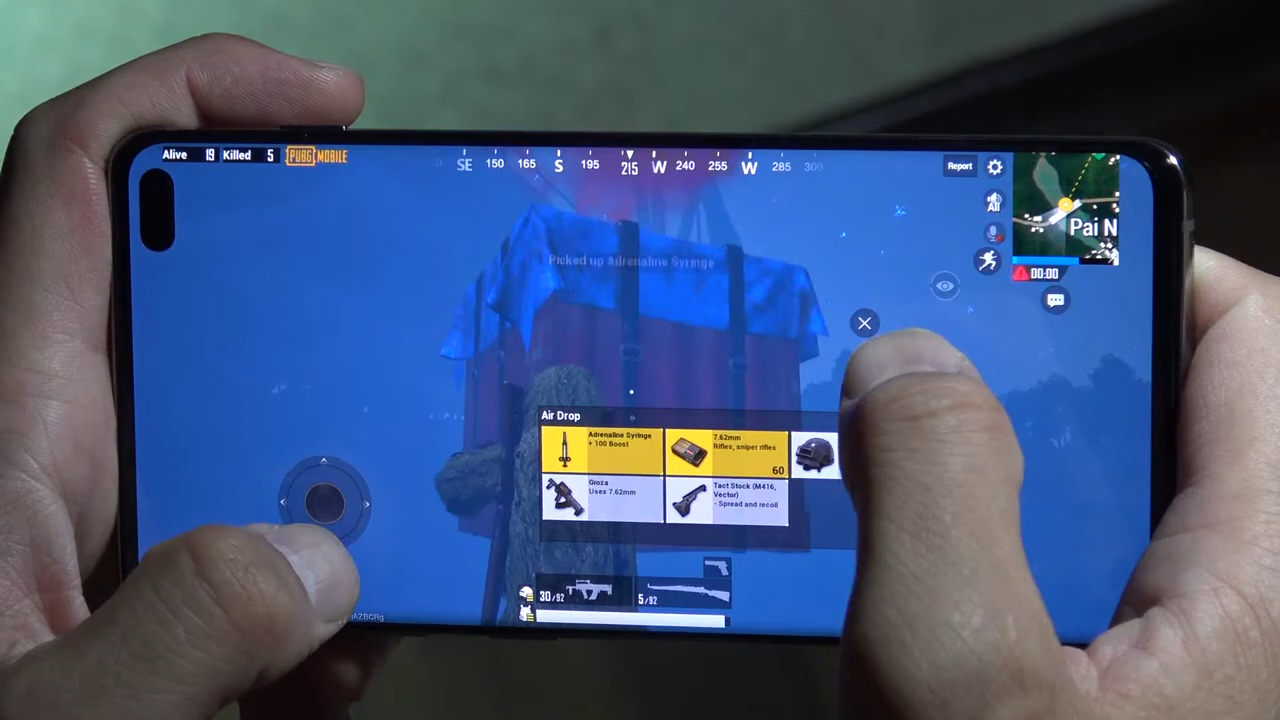 Alive 19 Killed 5 PUBG MOBILE
SE 150 165 S 195 215 W 240 255 W 285 300
Report
All
Pai N
00:00
Picked up Adrenaline Syringe
Air Drop
Adrenaline Syringe
+ 100 Boost
7.62mm
Rifles, sniper rifles
60
Groza
Uses 7.62mm
Tact Stock (M416,
Vector)
- Spread and recoil
30/92
5/92